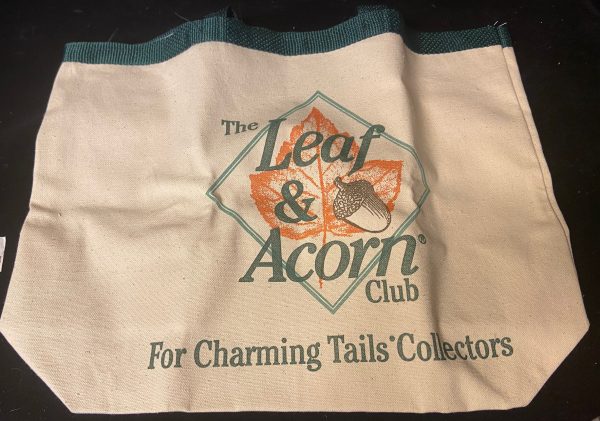 The
Leaf
&
Acorn®
Club
For Charming Tails® Collectors